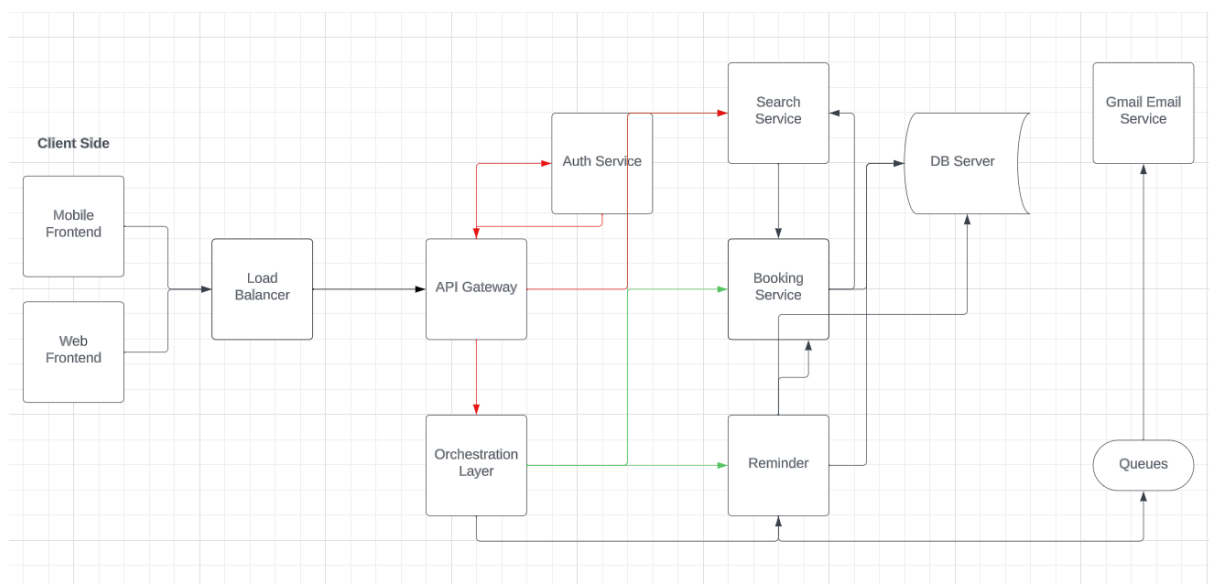 Client Side
Mobile
Frontend
Web
Frontend
Load
Balancer
API Gateway
Auth Service
Orchestration
Layer
Search
Service
Booking
Service
Reminder
DB Server
Gmail Email
Service
Queues